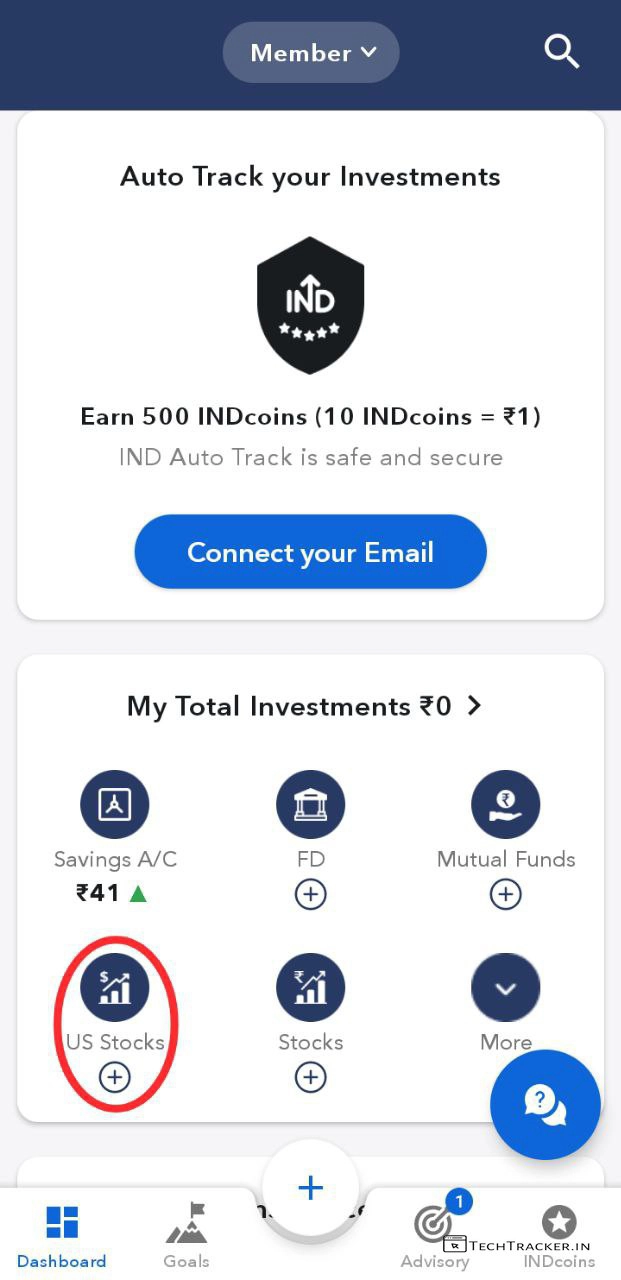 Member
Auto Track your Investments
IND
Earn 500 INDcoins (10 INDcoins = ₹1)
IND Auto Track is safe and secure
Connect your Email
My Total Investments ₹0
Savings A/C FD Mutual Funds
₹41
US Stocks Stocks More
1
Dashboard Goals Advisory INDcoins
TECHTRACKER.IN